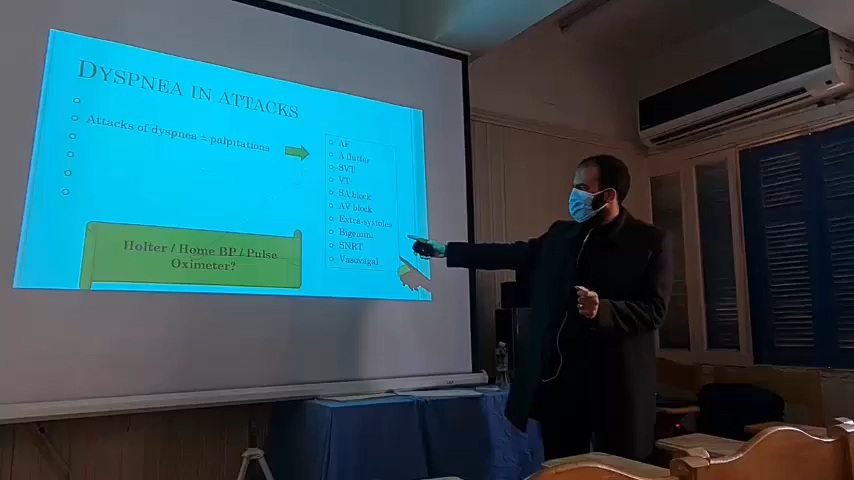 DYSPNEA IN ATTACKS
Attacks of dyspnea ± palpitations
AF
A flutter
SVT
VT
SA block
AV block
Extra-systoles
Bigemini
SNRT
Vasovagal
Holter / Home BP / Pulse
Oximeter?